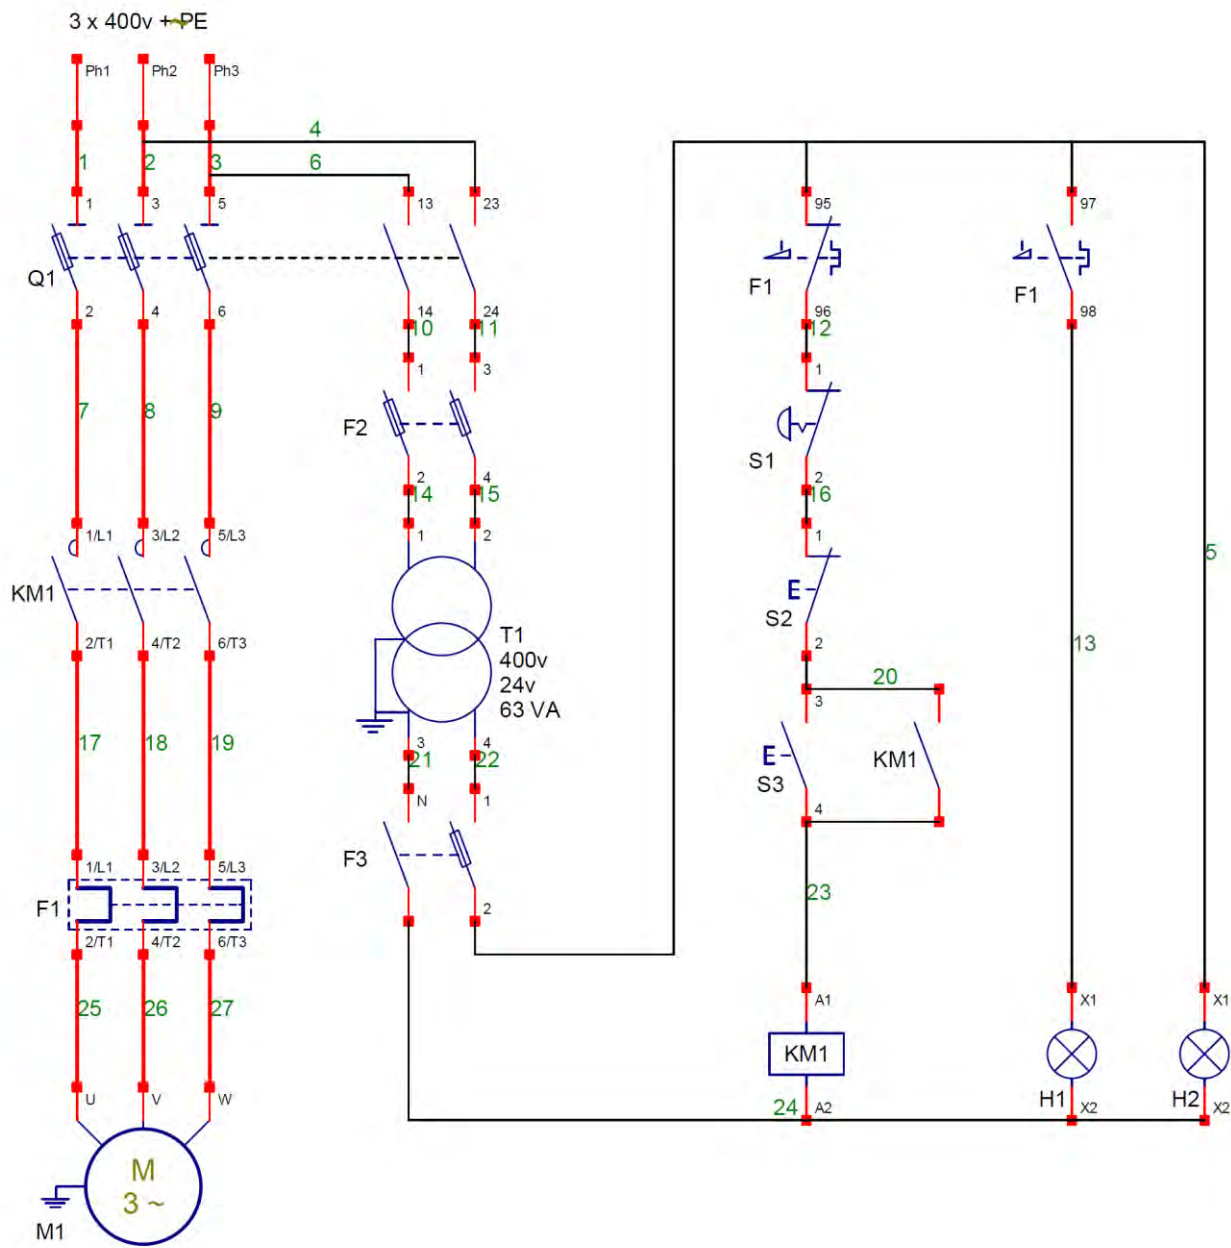 3 x 400v + ~ PE
Ph1 Ph2 Ph3
4
1 2 3 6
1 3 5 13 23 95 97
Q1 F1 F1
2 4 6 14 24 96 98
10 11 12
1 3 1
7 8 9 F2
S1
2 4 2
14 15 16
1/L1 3/L2 5/L3 1 2 1
5
KM1 S2
2/T1 4/T2 6/T3 T1 2 13
400v
24v 20
63 VA 3
17 18 19 3 4
21 22 S3 KM1
N 1 4
F3
1/L1 3/L2 5/L3 23
F1 2
2/T1 4/T2 6/T3
25 26 27 A1 X1 X1
KM1
U V W H1 H2
24 A2 X2 X2
M
3 ~
M1